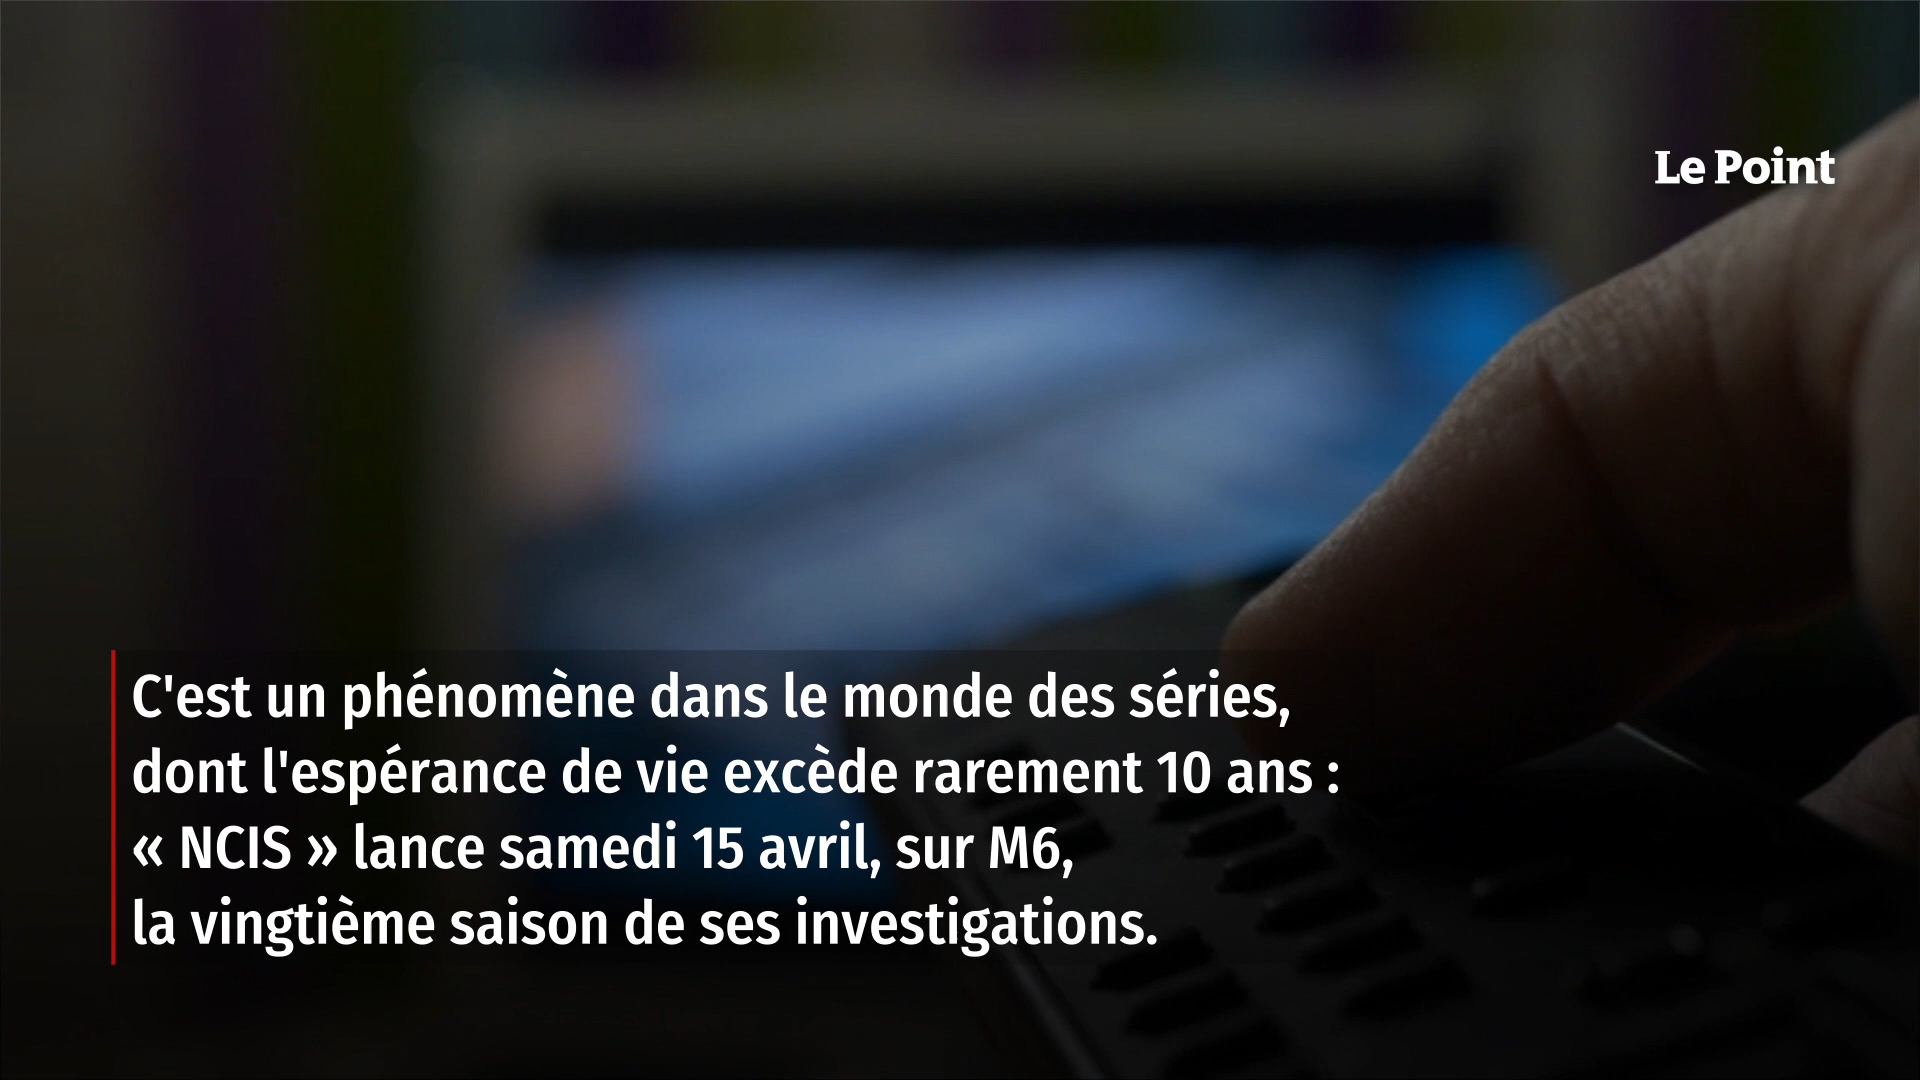 Le Point
C'est un phénomène dans le monde des séries,
dont l'espérance de vie excède rarement 10 ans :
« NCIS » lance samedi 15 avril, sur M6,
la vingtième saison de ses investigations.